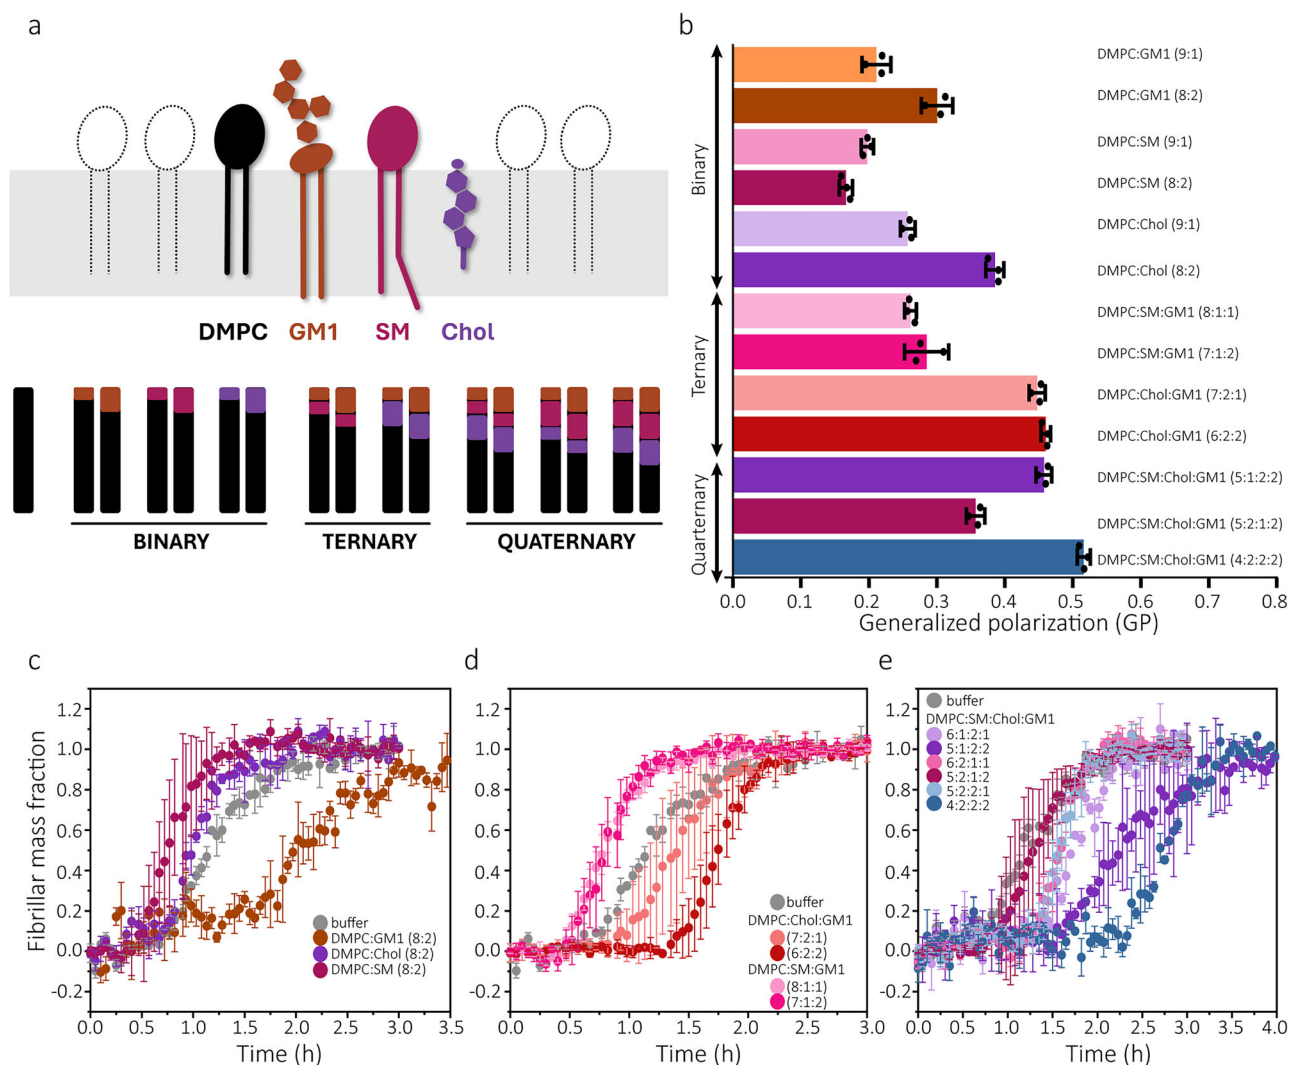 a
DMPC GM1 SM Chol
BINARY TERNARY QUATERNARY
b
Binary
Ternary
Quarternary
DMPC:GM1 (9:1)
DMPC:GM1 (8:2)
DMPC:SM (9:1)
DMPC:SM (8:2)
DMPC:Chol (9:1)
DMPC:Chol (8:2)
DMPC:SM:GM1 (8:1:1)
DMPC:SM:GM1 (7:1:2)
DMPC:Chol:GM1 (7:2:1)
DMPC:Chol:GM1 (6:2:2)
DMPC:SM:Chol:GM1 (5:1:2:2)
DMPC:SM:Chol:GM1 (5:2:1:2)
DMPC:SM:Chol:GM1 (4:2:2:2)
0.0 0.1 0.2 0.3 0.4 0.5 0.6 0.7 0.8
Generalized polarization (GP)
c
Fibrillar mass fraction
1.2
1.0
0.8
0.6
0.4
0.2
0.0
-0.2
buffer
DMPC:GM1 (8:2)
DMPC:Chol (8:2)
DMPC:SM (8:2)
0.0 0.5 1.0 1.5 2.0 2.5 3.0 3.5
Time (h)
d
1.2
1.0
0.8
0.6
0.4
0.2
0.0
-0.2
buffer
DMPC:Chol:GM1
(7:2:1)
(6:2:2)
DMPC:SM:GM1
(8:1:1)
(7:1:2)
0.0 0.5 1.0 1.5 2.0 2.5 3.0
Time (h)
e
1.2
1.0
0.8
0.6
0.4
0.2
0.0
-0.2
buffer
DMPC:SM:Chol:GM1
6:1:2:1
5:1:2:2
6:2:1:1
5:2:1:2
5:2:2:1
4:2:2:2
0.0 0.5 1.0 1.5 2.0 2.5 3.0 3.5 4.0
Time (h)